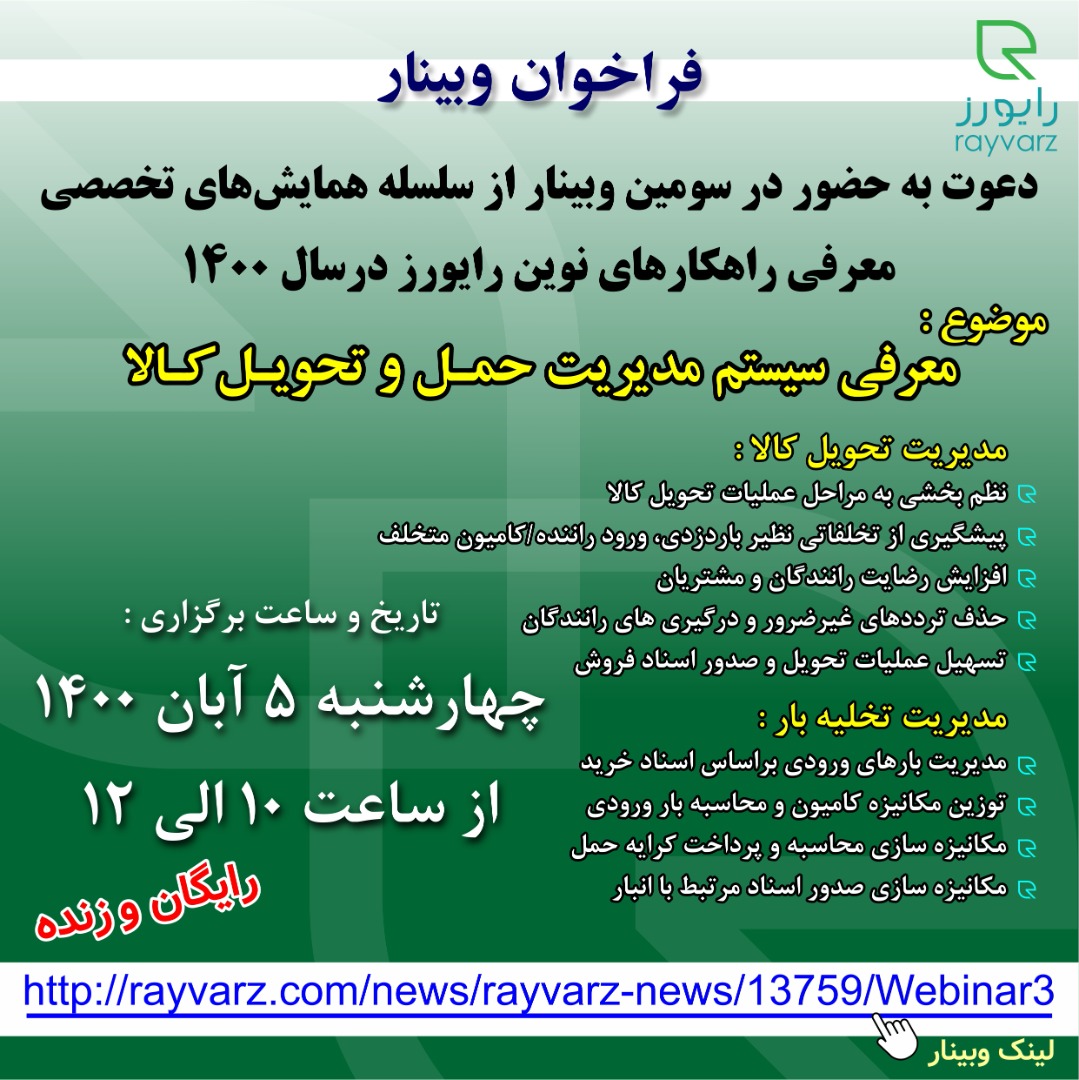 فراخوان وبینار
رایورز
rayvarz
دعوت به حضور در سومین وبینار از سلسله همایش‌های تخصصی
معرفی راهکارهای نوین رایورز درسال ۱۴۰۰
موضوع :
معرفی سیستم مدیریت حمـل و تحویـل کـالا
مدیریت تحویل کالا :
نظم بخشی به مراحل عملیات تحویل کالا
پیشگیری از تخلفاتی نظیر باردزدی، ورود راننده/کامیون متخلف
افزایش رضایت رانندگان و مشتریان
حذف ترددهای غیرضرور و درگیری های رانندگان
تسهیل عملیات تحویل و صدور اسناد فروش
مدیریت تخلیه بار :
مدیریت بارهای ورودی براساس اسناد خرید
توزین مکانیزه کامیون و محاسبه بار ورودی
مکانیزه سازی محاسبه و پرداخت کرایه حمل
مکانیزه سازی صدور اسناد مرتبط با انبار
تاریخ و ساعت برگزاری :
چهارشنبه ۵ آبان ۱۴۰۰
از ساعت ۱۰ الی ۱۲
رایگان و زنده
http://rayvarz.com/news/rayvarz-news/13759/Webinar3
لینک وبینار